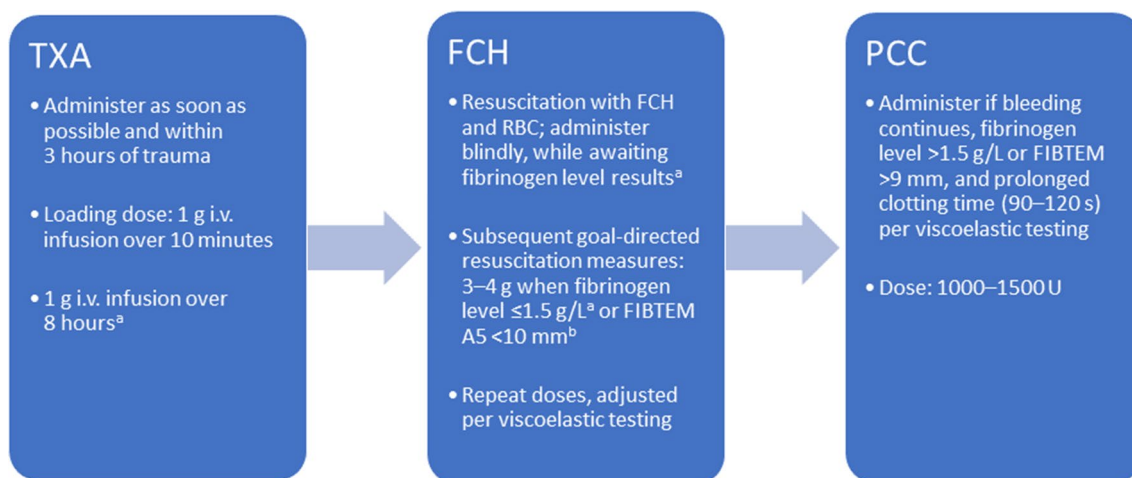 TXA
• Administer as soon as
possible and within
3 hours of trauma
• Loading dose: 1 g i.v.
infusion over 10 minutes
• 1 g i.v. infusion over
8 hoursᵃ
FCH
• Resuscitation with FCH
and RBC; administer
blindly, while awaiting
fibrinogen level resultsᵃ
• Subsequent goal-directed
resuscitation measures:
3–4 g when fibrinogen
level ≤1.5 g/Lᵃ or FIBTEM
A5 <10 mmᵇ
• Repeat doses, adjusted
per viscoelastic testing
PCC
• Administer if bleeding
continues, fibrinogen
level >1.5 g/L or FIBTEM
>9 mm, and prolonged
clotting time (90–120 s)
per viscoelastic testing
• Dose: 1000–1500 U